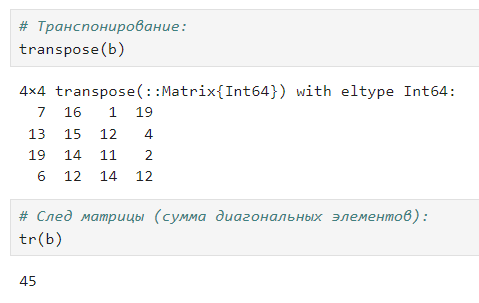 # Транспонирование:
transpose(b)
4×4 transpose(::Matrix{Int64}) with eltype Int64:
7 16 1 19
13 15 12 4
19 14 11 2
6 12 14 12
# След матрицы (сумма диагональных элементов):
tr(b)
45